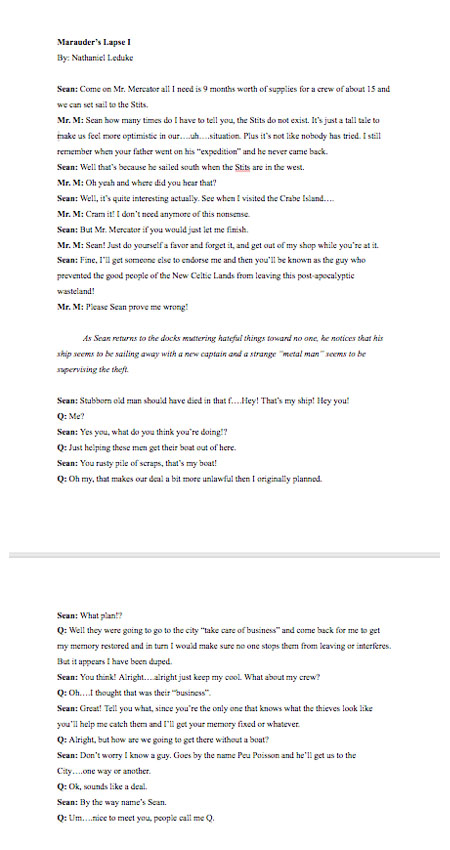 Marauder's Lapse I
By: Nathaniel Leduke
Sean: Come on Mr. Mercator all I need is 9 months worth of supplies for a crew of about 15 and
we can set sail to the Stits.
Mr. M: Sean how many times do I have to tell you, the Stits do not exist. It's just a tall tale to
make us feel more optimistic in our….uh….situation. Plus it's not like nobody has tried. I still
remember when your father went on his "expedition" and he never came back.
Sean: Well that's because he sailed south when the Stits are in the west.
Mr. M: Oh yeah and where did you hear that?
Sean: Well, it's quite interesting actually. See when I visited the Crabe Island….
Mr. M: Cram it! I don't need anymore of this nonsense.
Sean: But Mr. Mercator if you would just let me finish.
Mr. M: Sean! Just do yourself a favor and forget it, and get out of my shop while you're at it.
Sean: Fine, I'll get someone else to endorse me and then you'll be known as the guy who
prevented the good people of the New Celtic Lands from leaving this post-apocalyptic
wasteland!
Mr. M: Please Sean prove me wrong!
As Sean returns to the docks muttering hateful things toward no one, he notices that his
ship seems to be sailing away with a new captain and a strange "metal man" seems to be
supervising the theft.
Sean: Stubborn old man should have died in that f….Hey! That's my ship! Hey you!
Q: Me?
Sean: Yes you, what do you think you're doing!?
Q: Just helping these men get their boat out of here.
Sean: You rusty pile of scraps, that's my boat!
Q: Oh my, that makes our deal a bit more unlawful then I originally planned.
Sean: What plan!?
Q: Well they were going to go to the city "take care of business" and come back for me to get
my memory restored and in turn I would make sure no one stops them from leaving or interferes.
But it appears I have been duped.
Sean: You think! Alright….alright just keep my cool. What about my crew?
Q: Oh….I thought that was their "business".
Sean: Great! Tell you what, since you're the only one that knows what the thieves look like
you'll help me catch them and I'll get your memory fixed or whatever.
Q: Alright, but how are we going to get there without a boat?
Sean: Don't worry I know a guy. Goes by the name Peu Poisson and he'll get us to the
City….one way or another.
Q: Ok, sounds like a deal.
Sean: By the way name's Sean.
Q: Um….nice to meet you, people call me Q.